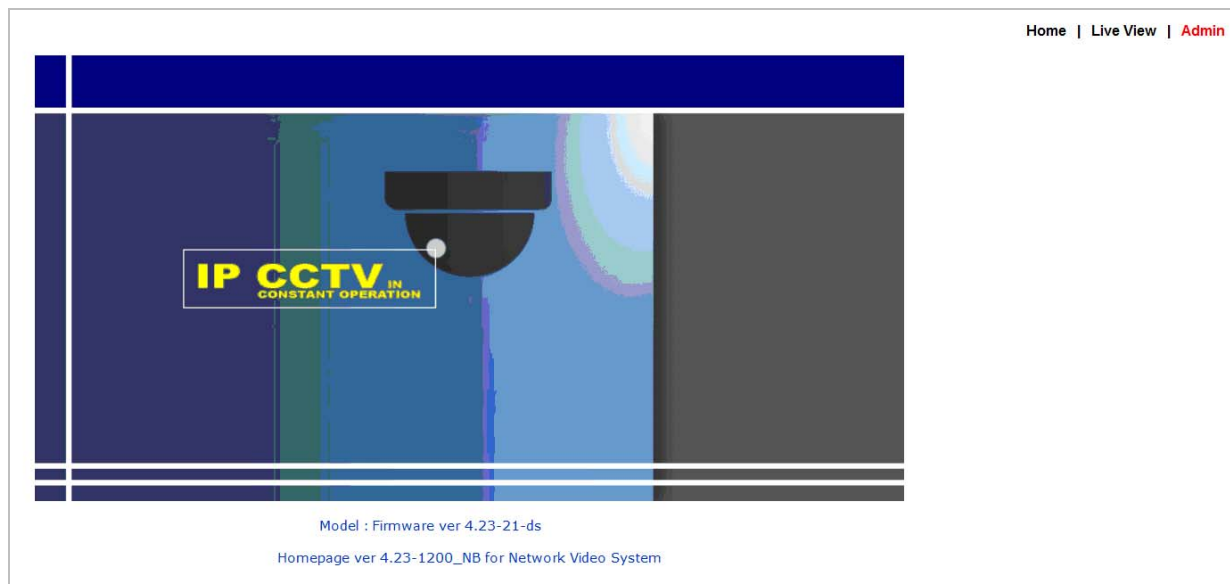 Home | Live View | Admin
IP CCTV IN
CONSTANT OPERATION
Model : Firmware ver 4.23-21-ds
Homepage ver 4.23-1200_NB for Network Video System